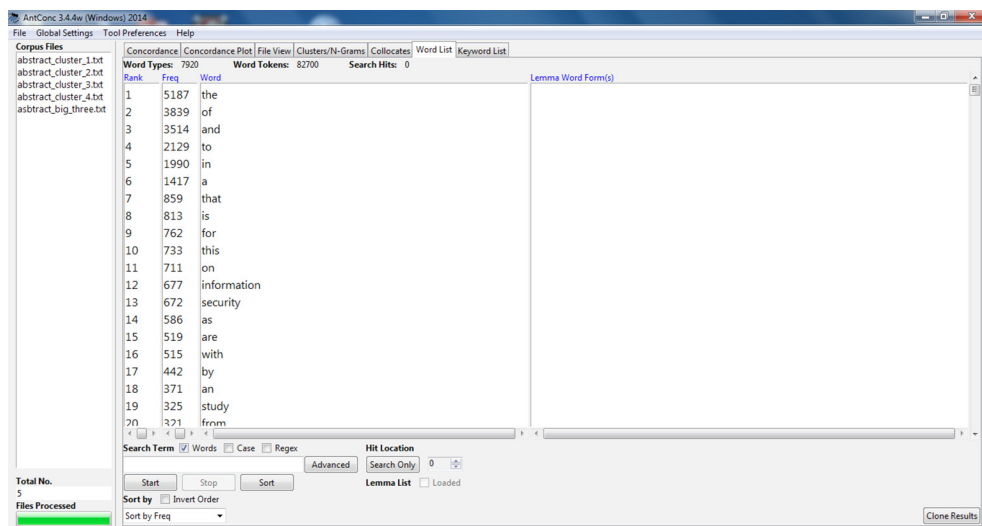 AntConc 3.4.4w (Windows) 2014
File Global Settings Tool Preferences Help
Corpus Files
abstract_cluster_1.txt
abstract_cluster_2.txt
abstract_cluster_3.txt
abstract_cluster_4.txt
asbtract_big_three.txt
Concordance Concordance Plot File View Clusters/N-Grams Collocates Word List Keyword List
Word Types: 7920 Word Tokens: 82700 Search Hits: 0
Rank Freq Word Lemma Word Form(s)
1 5187 the
2 3839 of
3 3514 and
4 2129 to
5 1990 in
6 1417 a
7 859 that
8 813 is
9 762 for
10 733 this
11 711 on
12 677 information
13 672 security
14 586 as
15 519 are
16 515 with
17 442 by
18 371 an
19 325 study
20 321 from
Search Term Words Case Regex Hit Location
Advanced Search Only 0
Start Stop Sort Lemma List Loaded
Total No.
5
Sort by Invert Order
Files Processed
Sort by Freq Clone Results